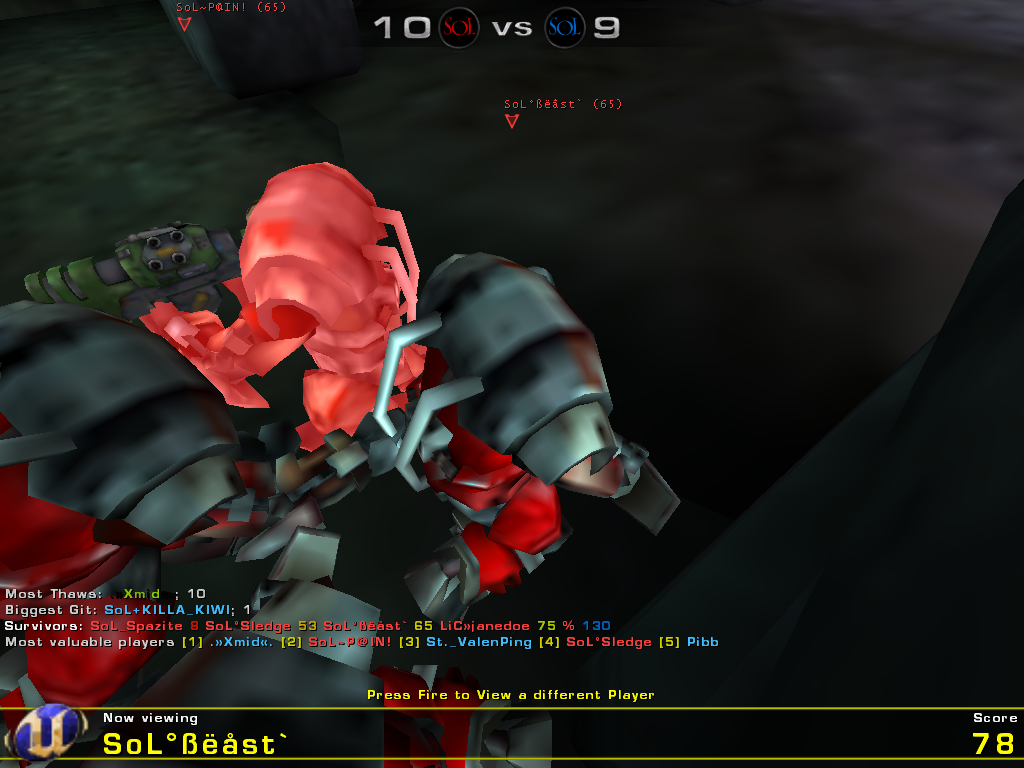 SoL~P@IN! (65)
10 SOL vs SOL 9
SoL°ßëåst` (65)
Most Thaws: .»Xmid«. ; 10
Biggest Git: SoL+KILLA_KIWI; 1
Survivors: SoL_Spazite 8 SoL°Sledge 53 SoL°ßëåst` 65 LiC»janedoe 75 % 130
Most valuable players [1] .»Xmid«. [2] SoL~P@IN! [3] St._ValenPing [4] SoL°Sledge [5] Pibb
Press Fire to View a different Player
Now viewing
SoL°ßëåst`
Score
78